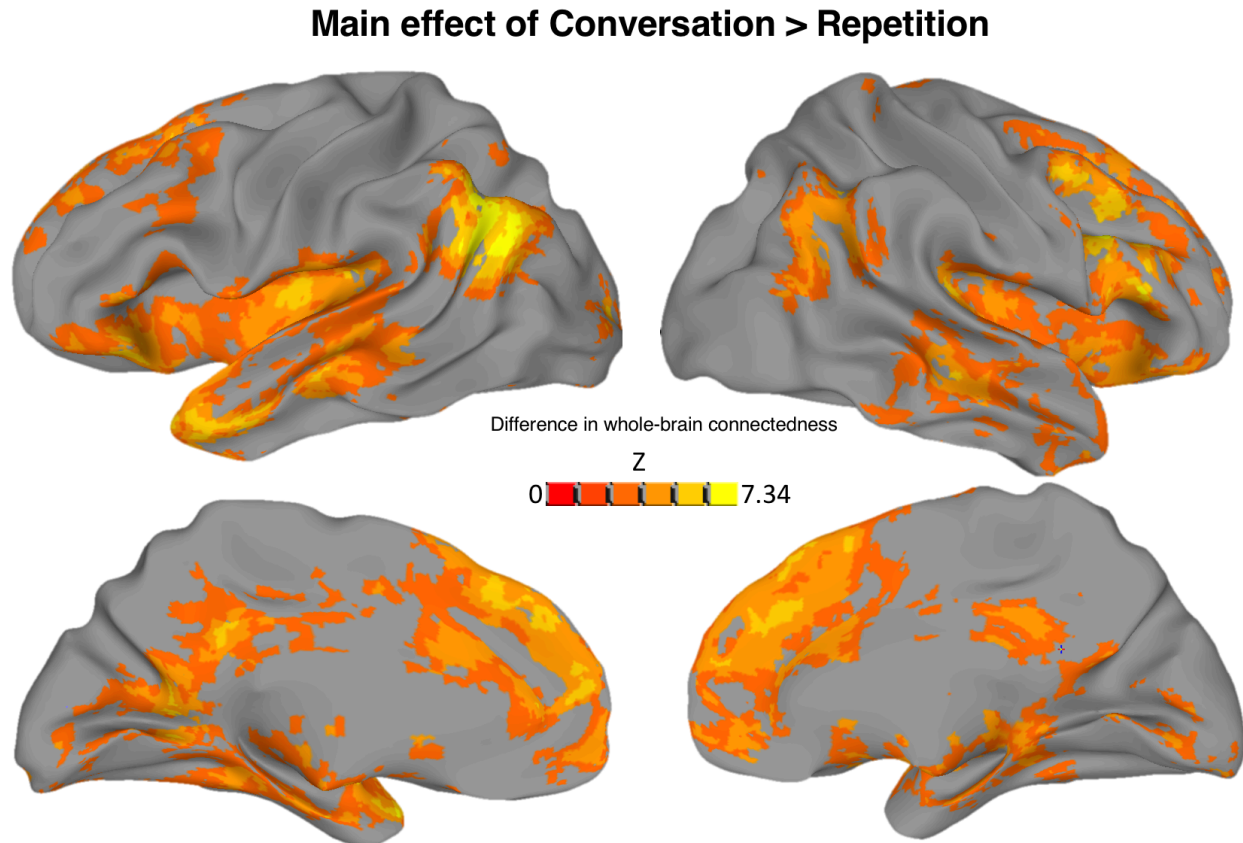 Main effect of Conversation > Repetition
Difference in whole-brain connectedness
Z
0 7.34